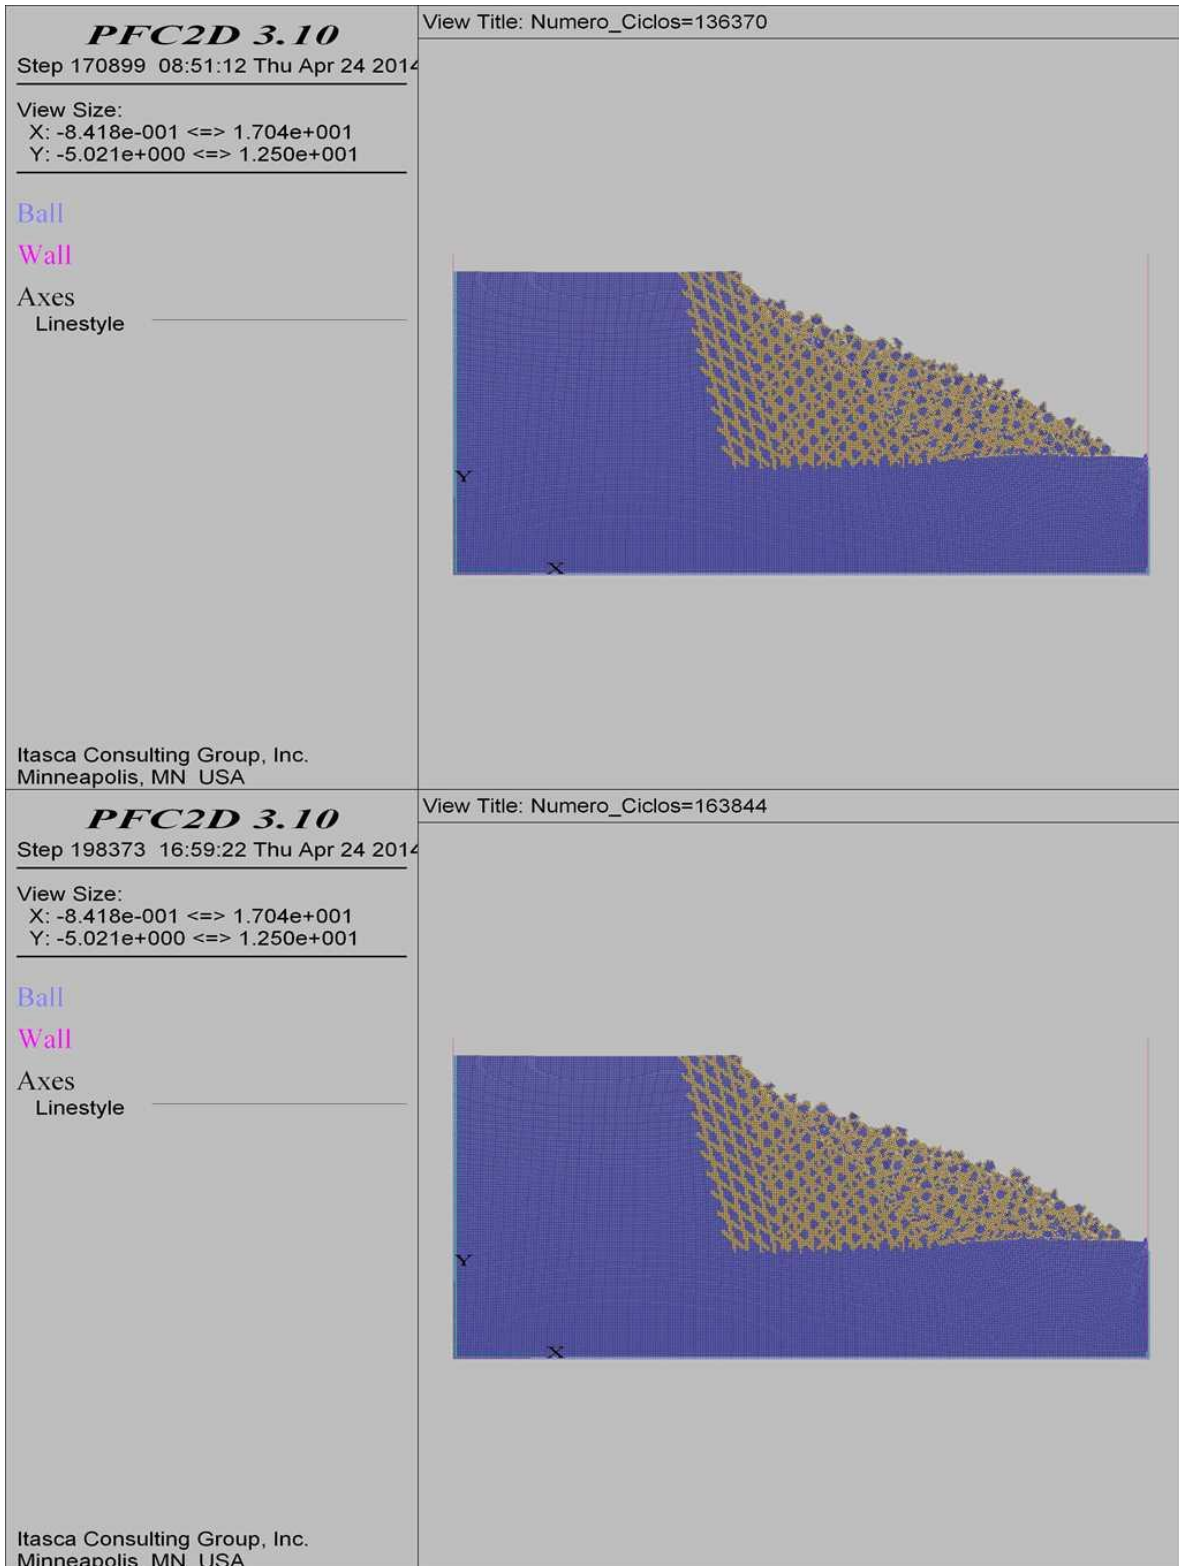 PFC2D 3.10
Step 170899  08:51:12 Thu Apr 24 2014
View Size:
X: -8.418e-001 <=> 1.704e+001
Y: -5.021e+000 <=> 1.250e+001
Ball
Wall
Axes
Linestyle
Itasca Consulting Group, Inc.
Minneapolis, MN  USA
View Title: Numero_Ciclos=136370
Y
X
PFC2D 3.10
Step 198373  16:59:22 Thu Apr 24 2014
View Size:
X: -8.418e-001 <=> 1.704e+001
Y: -5.021e+000 <=> 1.250e+001
Ball
Wall
Axes
Linestyle
Itasca Consulting Group, Inc.
Minneapolis, MN  USA
View Title: Numero_Ciclos=163844
Y
X